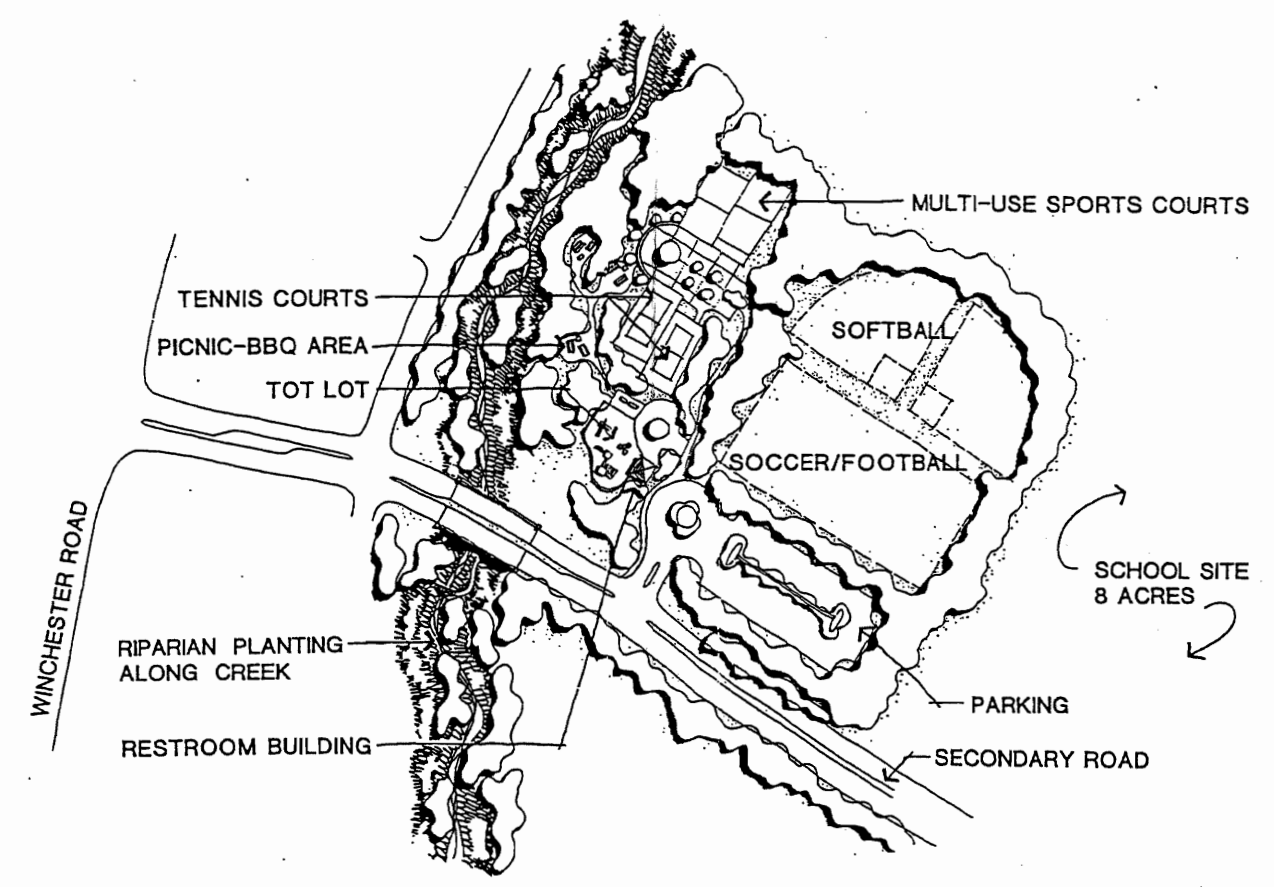 MULTI-USE SPORTS COURTS
TENNIS COURTS
SOFTBALL
PICNIC-BBQ AREA
TOT LOT
SOCCER/FOOTBALL
WINCHESTER ROAD
SCHOOL SITE
8 ACRES
RIPARIAN PLANTING
ALONG CREEK
PARKING
RESTROOM BUILDING
SECONDARY ROAD